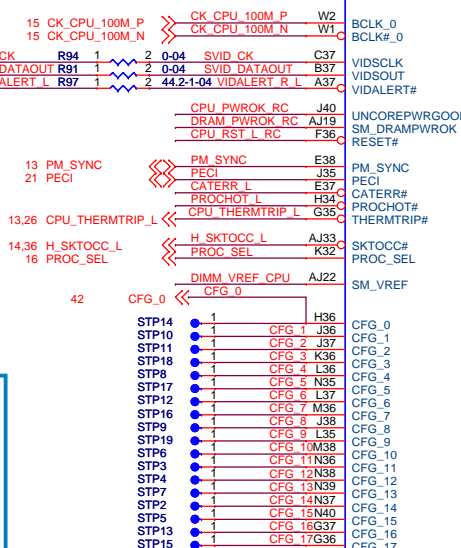 15 CK_CPU_100M_P CK_CPU_100M_P W2 BCLK_0
15 CK_CPU_100M_N CK_CPU_100M_N W1 BCLK#_0
CK R94 1 2 0-04 SVID_CK C37 VIDSCLK
DATAOUT R91 1 2 0-04 SVID_DATAOUT B37 VIDSOUT
ALERT_L R97 1 2 44.2-1-04 VIDALERT_R_L A37 VIDALERT#
CPU_PWROK_RC J40 UNCOREPWRGOO
DRAM_PWROK_RC AJ19 SM_DRAMPWROK
CPU_RST_L_RC F36 RESET#
13 PM_SYNC PM_SYNC E38 PM_SYNC
21 PECI PECI J35 PECI
CATERR_L E37 CATERR#
PROCHOT_L H34 PROCHOT#
13,26 CPU_THERMTRIP_L CPU_THERMTRIP_L G35 THERMTRIP#
14,36 H_SKTOCC_L H_SKTOCC_L AJ33 SKTOCC#
16 PROC_SEL PROC_SEL K32 PROC_SEL
DIMM_VREF_CPU AJ22 SM_VREF
42 CFG_0 CFG_0
STP14 1 H36 CFG_0
STP10 1 CFG_1 J36 CFG_1
STP11 1 CFG_2 J37 CFG_2
STP18 1 CFG_3 K36 CFG_3
STP8 1 CFG_4 L36 CFG_4
STP17 1 CFG_5 N35 CFG_5
STP12 1 CFG_6 L37 CFG_6
STP16 1 CFG_7 M36 CFG_7
STP9 1 CFG_8 J38 CFG_8
STP19 1 CFG_9 L35 CFG_9
STP6 1 CFG_10 M38 CFG_10
STP3 1 CFG_11 N36 CFG_11
STP4 1 CFG_12 N38 CFG_12
STP7 1 CFG_13 N39 CFG_13
STP2 1 CFG_14 N37 CFG_14
STP5 1 CFG_15 N40 CFG_15
STP13 1 CFG_16 G37 CFG_16
STP15 1 CFG_17 G36 CFG_17